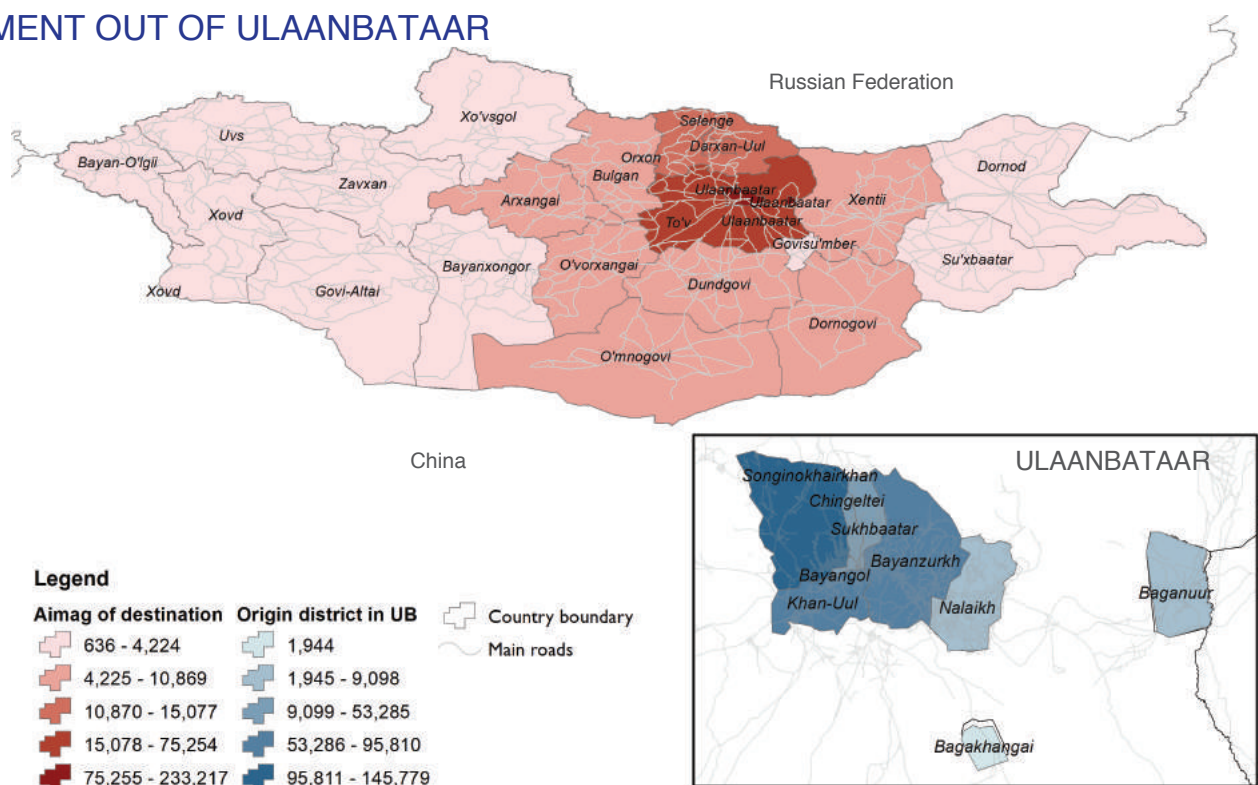 MENT OUT OF ULAANBATAAR
Russian Federation
Xo'vsgol
Selenge
Uvs
Darxan-Uul
Bayan-O'lgii
Orxon
Dornod
Zavxan
Bulgan
Ulaanbaatar
Arxangai
Ulaanbaatar
Xentii
Xovd
To'v
Ulaanbaatar
Govisu'mber
O'vorxangai
Bayanxongor
Su'xbaatar
Dundgovi
Xovd
Govi-Altai
Dornogovi
O'mnogovi
China
ULAANBATAAR
Songinokhairkhan
Chingeltei
Sukhbaatar
Bayanzurkh
Bayangol
Khan-Uul
Nalaikh
Baganuur
Bagakhangai
Legend
Aimag of destination
636 - 4,224
4,225 - 10,869
10,870 - 15,077
15,078 - 75,254
75,255 - 233,217
Origin district in UB
1,944
1,945 - 9,098
9,099 - 53,285
53,286 - 95,810
95,811 - 145,779
Country boundary
Main roads